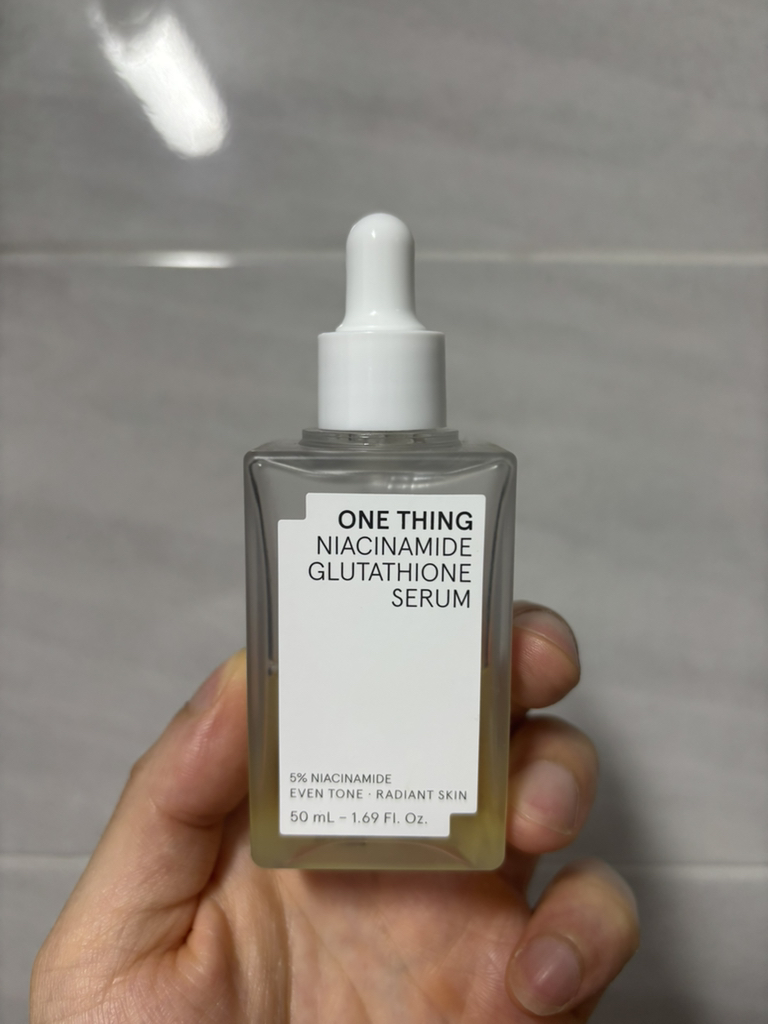 ONE THING
NIACINAMIDE
GLUTATHIONE
SERUM
5% NIACINAMIDE
EVEN TONE · RADIANT SKIN
50 mL – 1.69 Fl. Oz.